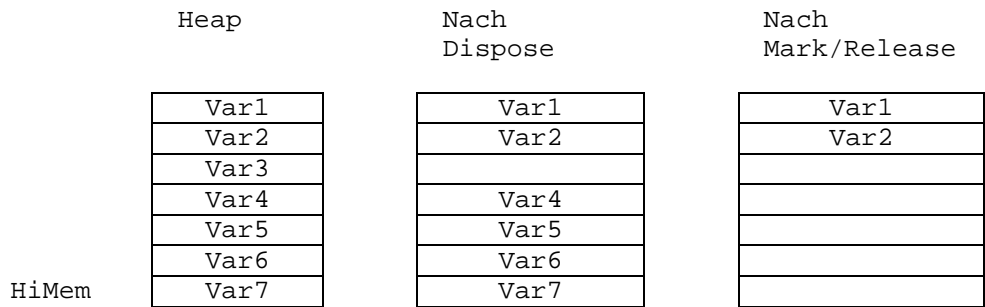 Heap Nach Nach
Dispose Mark/Release
Var1 Var1 Var1
Var2 Var2 Var2
Var3
Var4 Var4
Var5 Var5
Var6 Var6
HiMem Var7 Var7